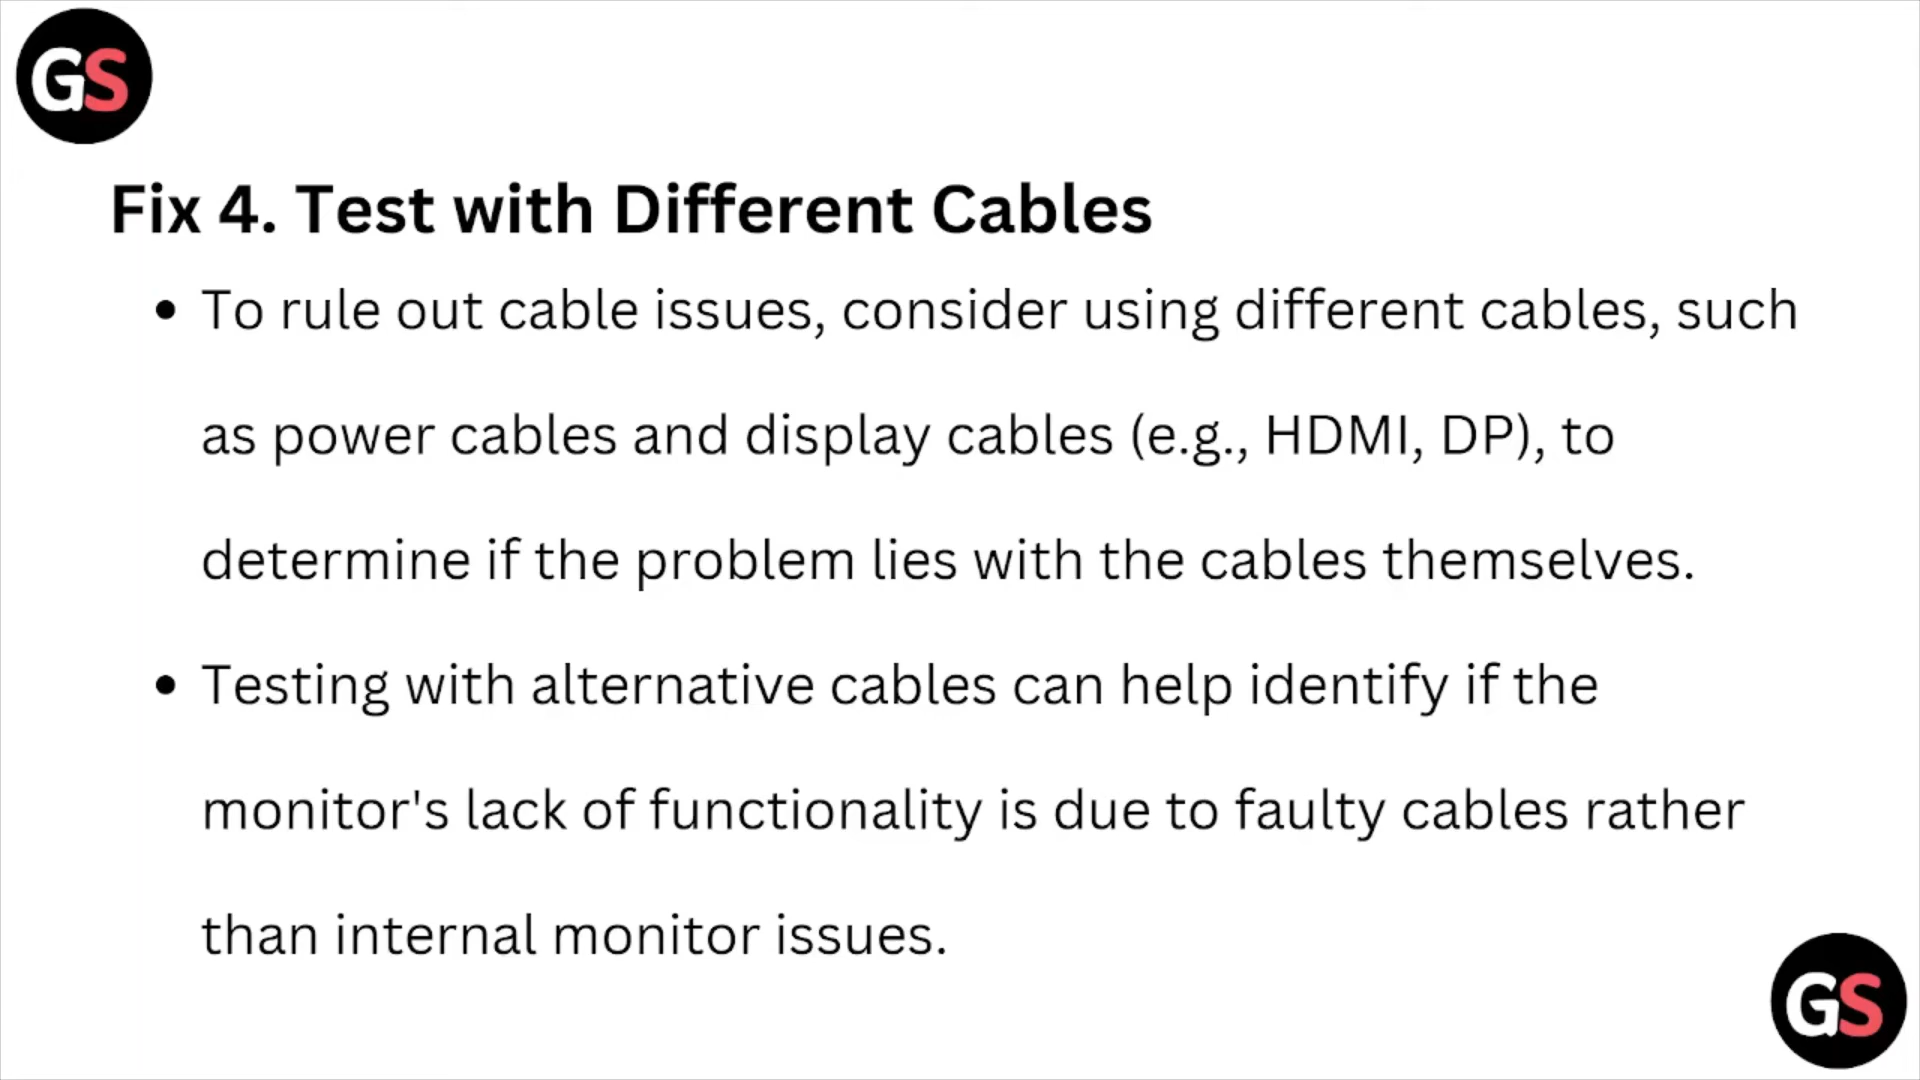 GS
Fix 4. Test with Different Cables
• To rule out cable issues, consider using different cables, such
as power cables and display cables (e.g., HDMI, DP), to
determine if the problem lies with the cables themselves.
• Testing with alternative cables can help identify if the
monitor's lack of functionality is due to faulty cables rather
than internal monitor issues.
GS